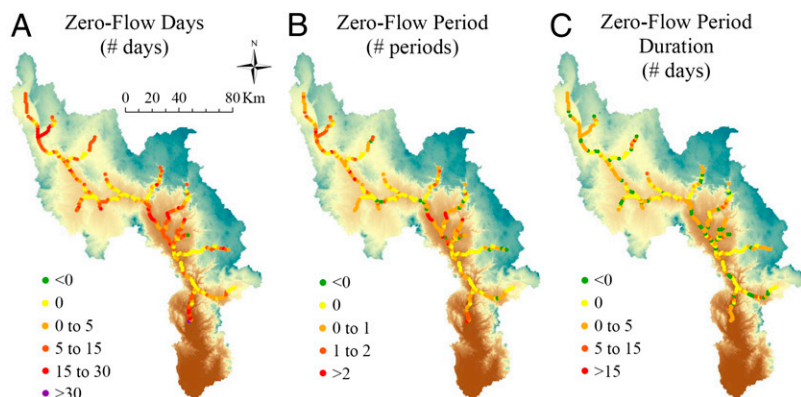 A
Zero-Flow Days
(# days)
N
0 20 40 60 80 Km
<0
0
0 to 5
5 to 15
15 to 30
>30
B
Zero-Flow Period
(# periods)
<0
0
0 to 1
1 to 2
>2
C
Zero-Flow Period
Duration
(# days)
<0
0
0 to 5
5 to 15
>15